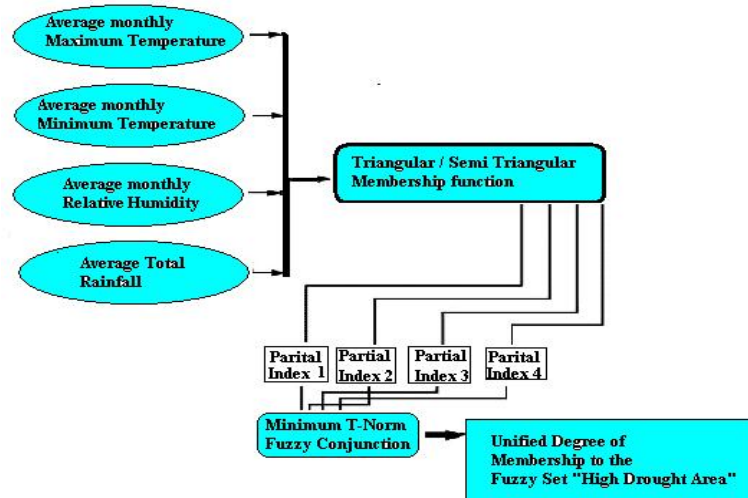 Average monthly
Maximum Temperature
Average monthly
Minimum Temperature
Average monthly
Relative Humidity
Average Total
Rainfall
Triangular / Semi Triangular
Membership function
Parital
Index 1
Partial
Index 2
Partial
Index 3
Parital
Index 4
Minimum T-Norm
Fuzzy Conjunction
Unified Degree of
Membership to the
Fuzzy Set "High Drought Area"